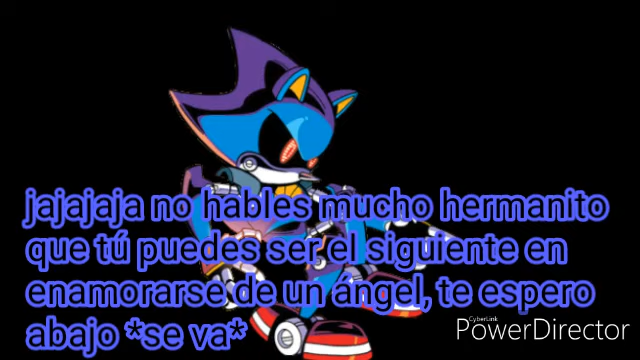 jajajaja no hables mucho hermanito
que tú puedes ser el siguiente en
enamorarse de un ángel, te espero
abajo *se va*
CyberLink
PowerDirector